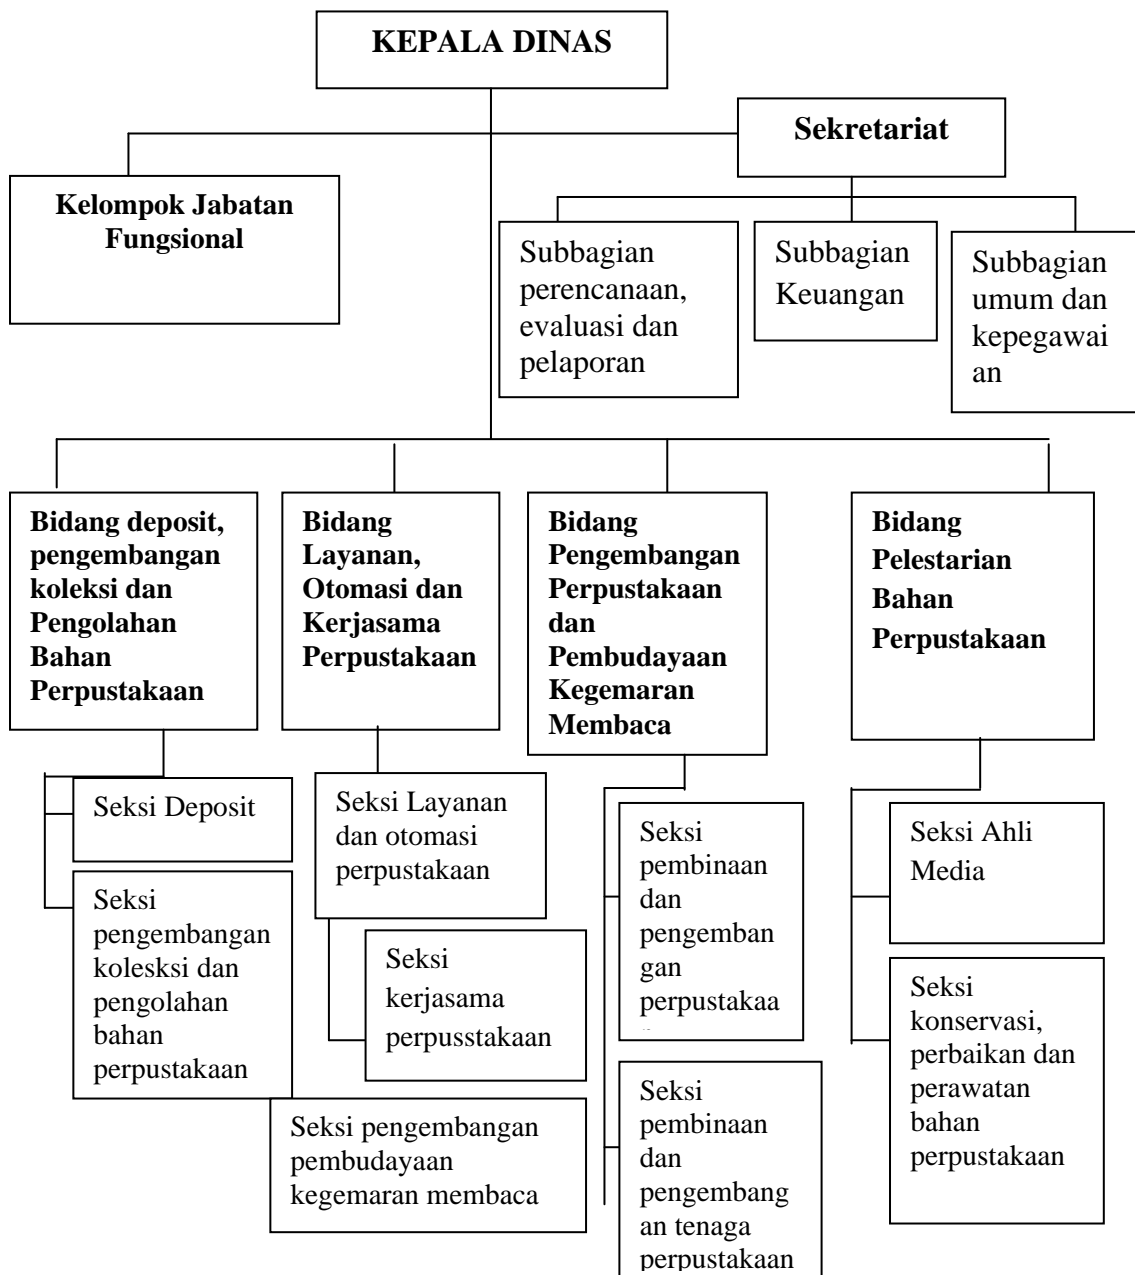 KEPALA DINAS
Sekretariat
Kelompok Jabatan
Fungsional
Subbagian
perencanaan,
evaluasi dan
pelaporan
Subbagian
Keuangan
Subbagian
umum dan
kepegawai
an
Bidang deposit,
pengembangan
koleksi dan
Pengolahan
Bahan
Perpustakaan
Bidang
Layanan,
Otomasi dan
Kerjasama
Perpustakaan
Bidang
Pengembangan
Perpustakaan
dan
Pembudayaan
Kegemaran
Membaca
Bidang
Pelestarian
Bahan
Perpustakaan
Seksi Deposit
Seksi
pengembangan
kolesksi dan
pengolahan
bahan
perpustakaan
Seksi Layanan
dan otomasi
perpustakaan
Seksi
kerjasama
perpusstakaan
Seksi pengembangan
pembudayaan
kegemaran membaca
Seksi
pembinaan
dan
pengemban
gan
perpustakaa
Seksi
pembinaan
dan
pengembang
an tenaga
perpustakaan
Seksi Ahli
Media
Seksi
konservasi,
perbaikan dan
perawatan
bahan
perpustakaan